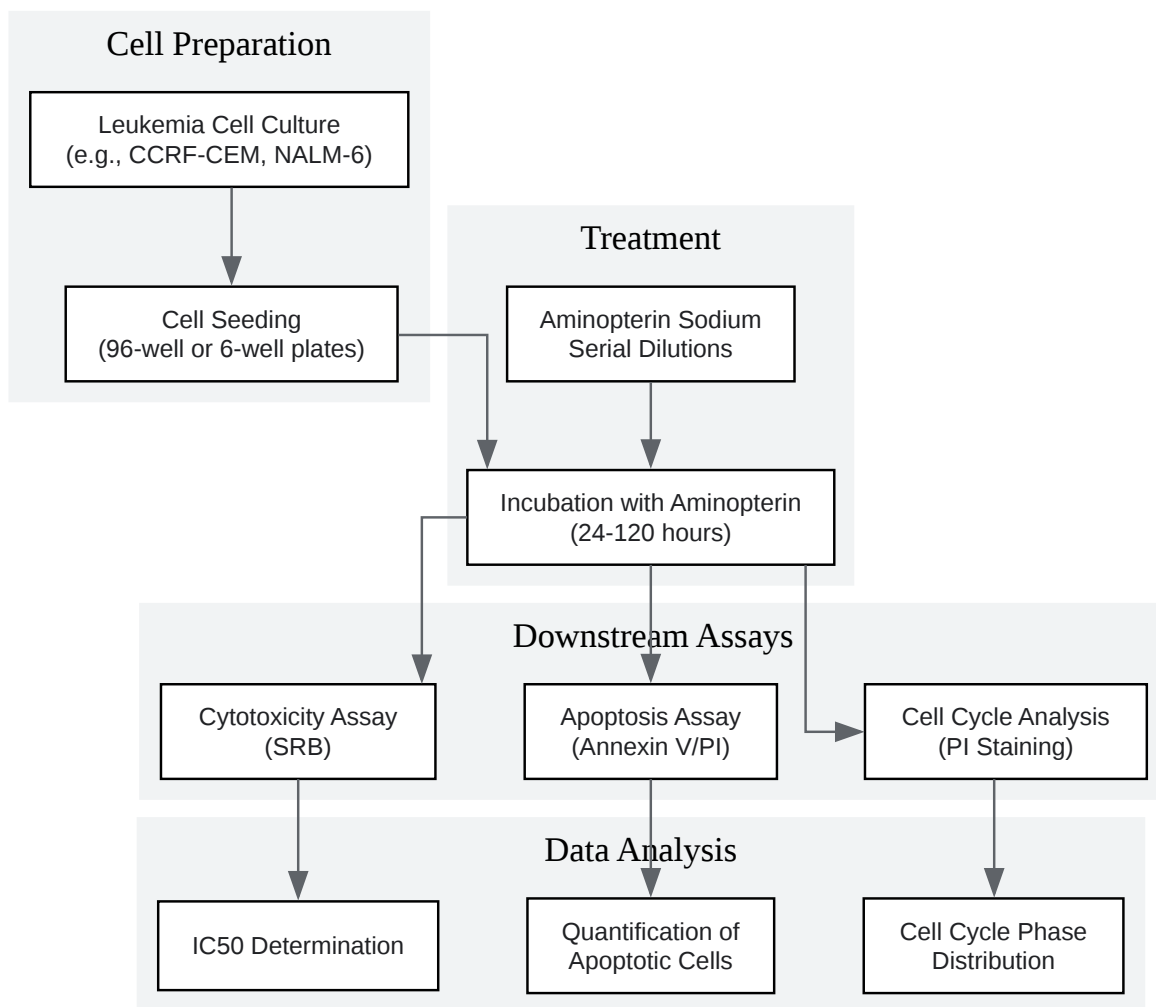 Cell Preparation
Leukemia Cell Culture
(e.g., CCRF-CEM, NALM-6)
Cell Seeding
(96-well or 6-well plates)
Treatment
Aminopterin Sodium
Serial Dilutions
Incubation with Aminopterin
(24-120 hours)
Downstream Assays
Cytotoxicity Assay
(SRB)
Apoptosis Assay
(Annexin V/PI)
Cell Cycle Analysis
(PI Staining)
Data Analysis
IC50 Determination
Quantification of
Apoptotic Cells
Cell Cycle Phase
Distribution